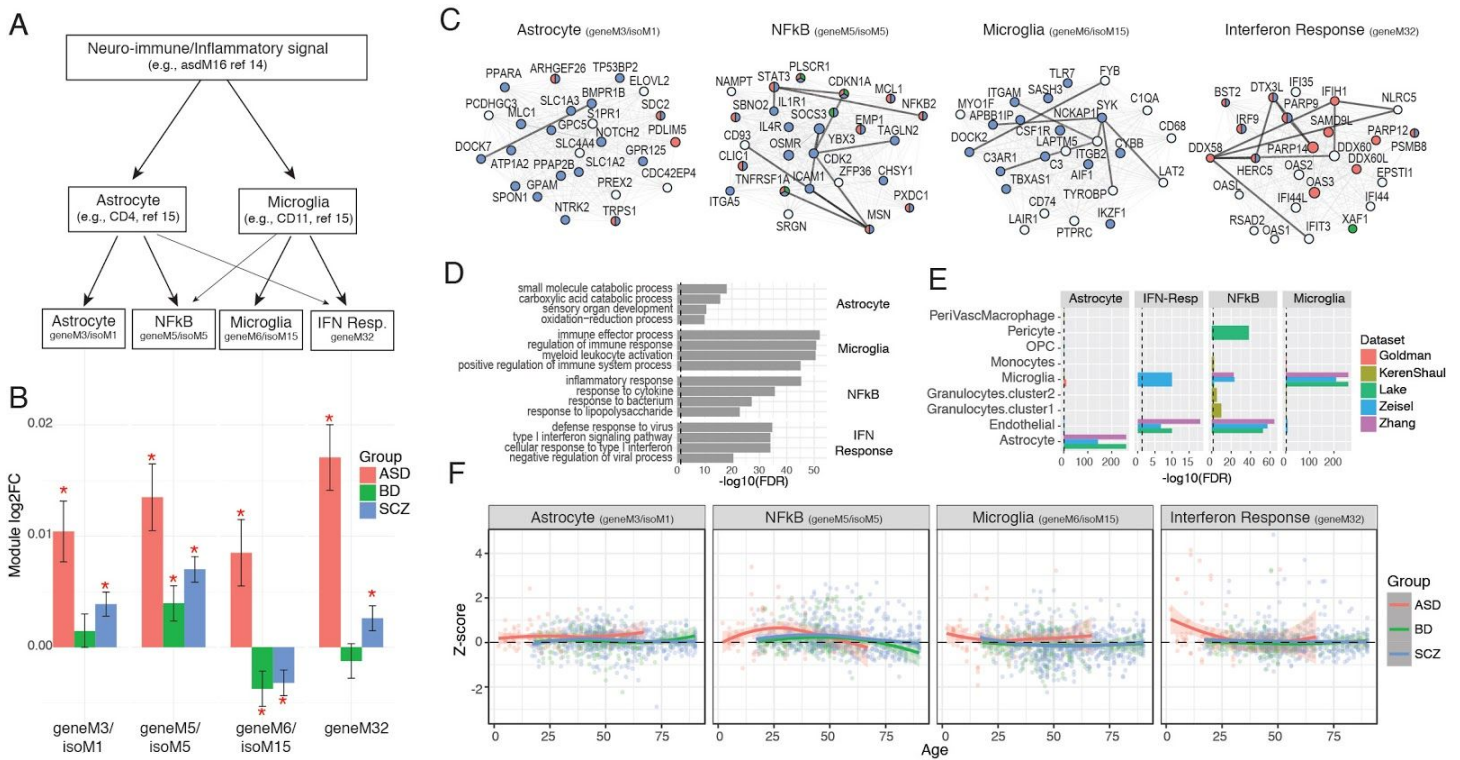 A
Neuro-immune/Inflammatory signal
(e.g., asdM16 ref 14)
Astrocyte
(e.g., CD4, ref 15)
Microglia
(e.g., CD11, ref 15)
Astrocyte
geneM3/isoM1
NFkB
geneM5/isoM5
Microglia
geneM6/isoM15
IFN Resp.
geneM32
B
Module log2FC
0.02
0.01
0.00
Group
ASD
BD
SCZ
geneM3/
isoM1
geneM5/
isoM5
geneM6/
isoM15
geneM32
C
Astrocyte (geneM3/isoM1)
PPARA
ARHGEF26
TP53BP2
ELOVL2
BMPR1B
PCDHGC3
SLC1A3
S1PR1
SDC2
MLC1
GPC5
NOTCH2
PDLIM5
SLC4A4
DOCK7
ATP1A2
PPAP2B
SLC1A2
GPR125
CDC42EP4
SPON1
GPAM
PREX2
NTRK2
TRPS1
NFkB (geneM5/isoM5)
PLSCR1
NAMPT
STAT3
CDKN1A
MCL1
SBNO2
IL1R1
SOCS3
NFKB2
IL4R
EMP1
CD93
YBX3
TAGLN2
OSMR
CLIC1
CDK2
ZFP36
CHSY1
TNFRSF1A
ICAM1
ITGA5
PXDC1
SRGN
MSN
Microglia (geneM6/isoM15)
TLR7
FYB
ITGAM
SASH3
MYO1F
SYK
C1QA
APBB1IP
NCKAP1
CSF1R
CD68
DOCK2
LAPTM5
CYBB
C3AR1
C3
ITGB2
AIF1
LAT2
TBXAS1
TYROBP
CD74
LAIR1
PTPRC
IKZF1
Interferon Response (geneM32)
DTX3L
IFI35
IFIH1
BST2
PARP9
NLRC5
IRF9
SAMD9L
PARP12
DDX58
PARP14
DDX60
PSMB8
HERC5
OAS2
DDX60L
OASL
OAS3
EPSTI1
IFI44L
IFI44
RSAD2
OAS1
IFIT3
XAF1
D
small molecule catabolic process
carboxylic acid catabolic process
sensory organ development
oxidation-reduction process
Astrocyte
immune effector process
regulation of immune response
myeloid leukocyte activation
positive regulation of immune system process
Microglia
inflammatory response
response to cytokine
response to bacterium
response to lipopolysaccharide
NFkB
defense response to virus
type I interferon signaling pathway
cellular response to type I interferon
negative regulation of viral process
IFN
Response
0 10 20 30 40 50
-log10(FDR)
E
Astrocyte IFN-Resp NFkB Microglia
PeriVascMacrophage
Pericyte
OPC
Monocytes
Microglia
Granulocytes.cluster2
Granulocytes.cluster1
Endothelial
Astrocyte
0 100 200 0 5 10 15 0 20 40 60 0 100 200
-log10(FDR)
Dataset
Goldman
KerenShaul
Lake
Zeisel
Zhang
F
Astrocyte (geneM3/isoM1)
NFkB (geneM5/isoM5)
Microglia (geneM6/isoM15)
Interferon Response (geneM32)
Z-score
4
2
0
-2
0 25 50 75 0 25 50 75 0 25 50 75 0 25 50 75
Age
Group
ASD
BD
SCZ